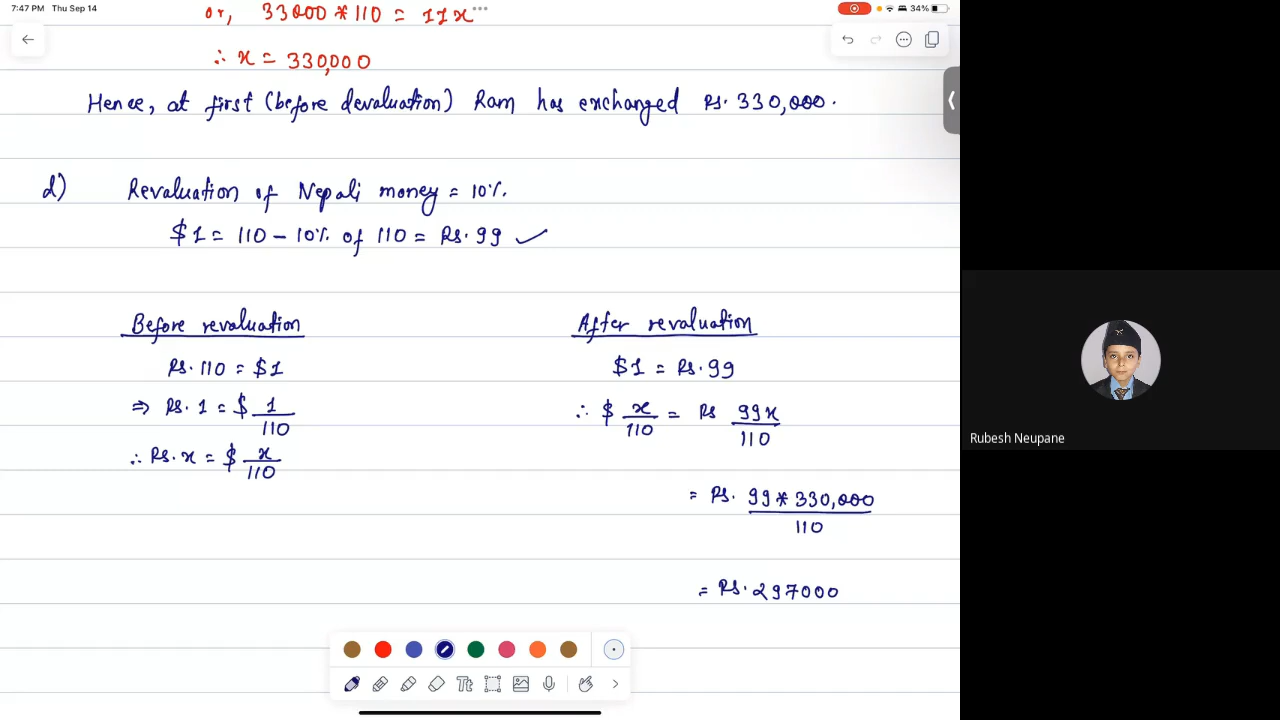 7:47 PM Thu Sep 14
34%
or, 33000 * 110 = 11x
∴ x = 330,000
Hence, at first (before devaluation) Ram has exchanged Rs. 330,000.
d) Revaluation of Nepali money = 10%.
$1 = 110 - 10% of 110 = Rs. 99 ✓
Before revaluation
Rs. 110 = $1
⇒ Rs. 1 = $ 1/110
∴ Rs. x = $ x/110
After revaluation
$1 = Rs. 99
∴ $ x/110 = Rs 99x/110
= Rs. 99 * 330,000/110
= Rs. 297000
Tt
Rubesh Neupane